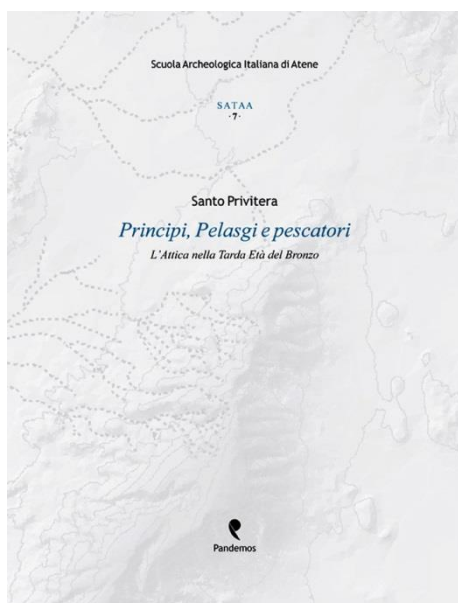 Scuola Archeologica Italiana di Atene
SATAA
·7·
Santo Privitera
Principi, Pelasgi e pescatori
L'Attica nella Tarda Età del Bronzo
Pandemos